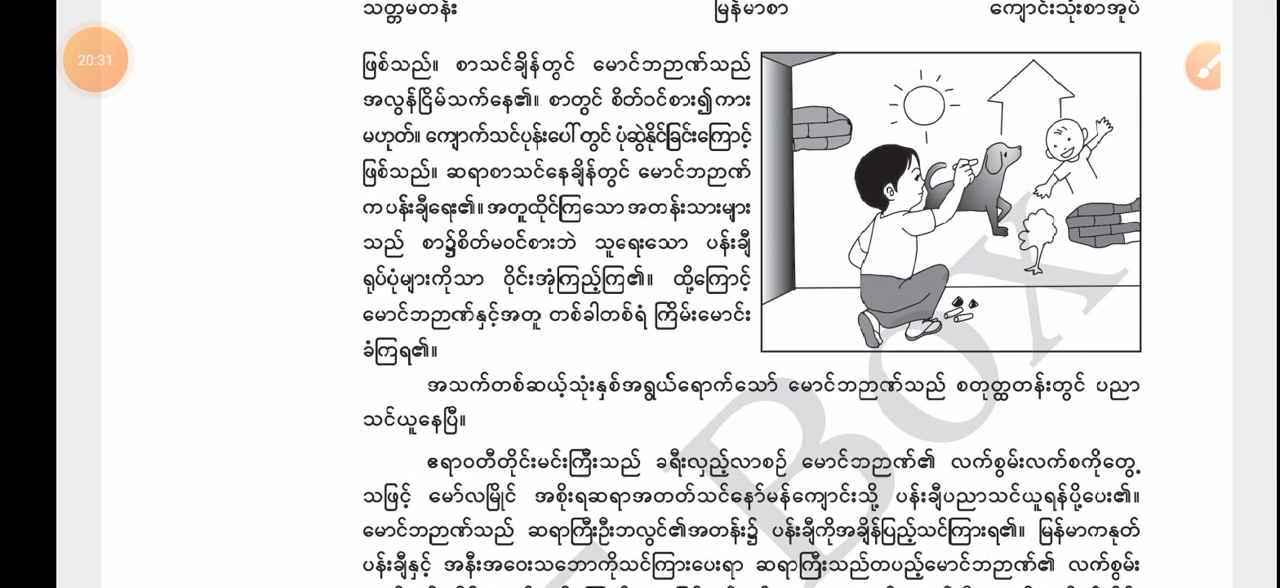 သတ္တမတန်း မြန်မာစာ ကျောင်းသုံးစာအုပ်
20:31
ဖြစ်သည်။ စာသင်ချိန်တွင် မောင်ဘဉာဏ်သည်
အလွန်ငြိမ်သက်နေ၏။ စာတွင် စိတ်ဝင်စား၍ကား
မဟုတ်။ ကျောက်သင်ပုန်းပေါ်တွင် ပုံဆွဲနိုင်ခြင်းကြောင့်
ဖြစ်သည်။ ဆရာစာသင်နေချိန်တွင် မောင်ဘဉာဏ်
က ပန်းချီရေး၏။ အတူထိုင်ကြသော အတန်းသားများ
သည် စာ၌စိတ်မဝင်စားဘဲ သူရေးသော ပန်းချီ
ရုပ်ပုံများကိုသာ ဝိုင်းအုံကြည့်ကြ၏။ ထို့ကြောင့်
မောင်ဘဉာဏ်နှင့်အတူ တစ်ခါတစ်ရံ ကြိမ်းမောင်း
ခံကြရ၏။
အသက်တစ်ဆယ့်သုံးနှစ်အရွယ်ရောက်သော် မောင်ဘဉာဏ်သည် စတုတ္ထတန်းတွင် ပညာ
သင်ယူနေပြီ။
ဧရာဝတီတိုင်းမင်းကြီးသည် ခရီးလှည့်လာစဉ် မောင်ဘဉာဏ်၏ လက်စွမ်းလက်စကိုတွေ့
သဖြင့် မော်လမြိုင် အစိုးရဆရာအတတ်သင်နော်မန်ကျောင်းသို့ ပန်းချီပညာသင်ယူရန်ပို့ပေး၏။
မောင်ဘဉာဏ်သည် ဆရာကြီးဦးဘလွင်၏အတန်း၌ ပန်းချီကိုအချိန်ပြည့်သင်ကြားရ၏။ မြန်မာကနုတ်
ပန်းချီနှင့် အနီးအဝေးသဘောကိုသင်ကြားပေးရာ ဆရာကြီးသည်တပည့်မောင်ဘဉာဏ်၏ လက်စွမ်း
BOX